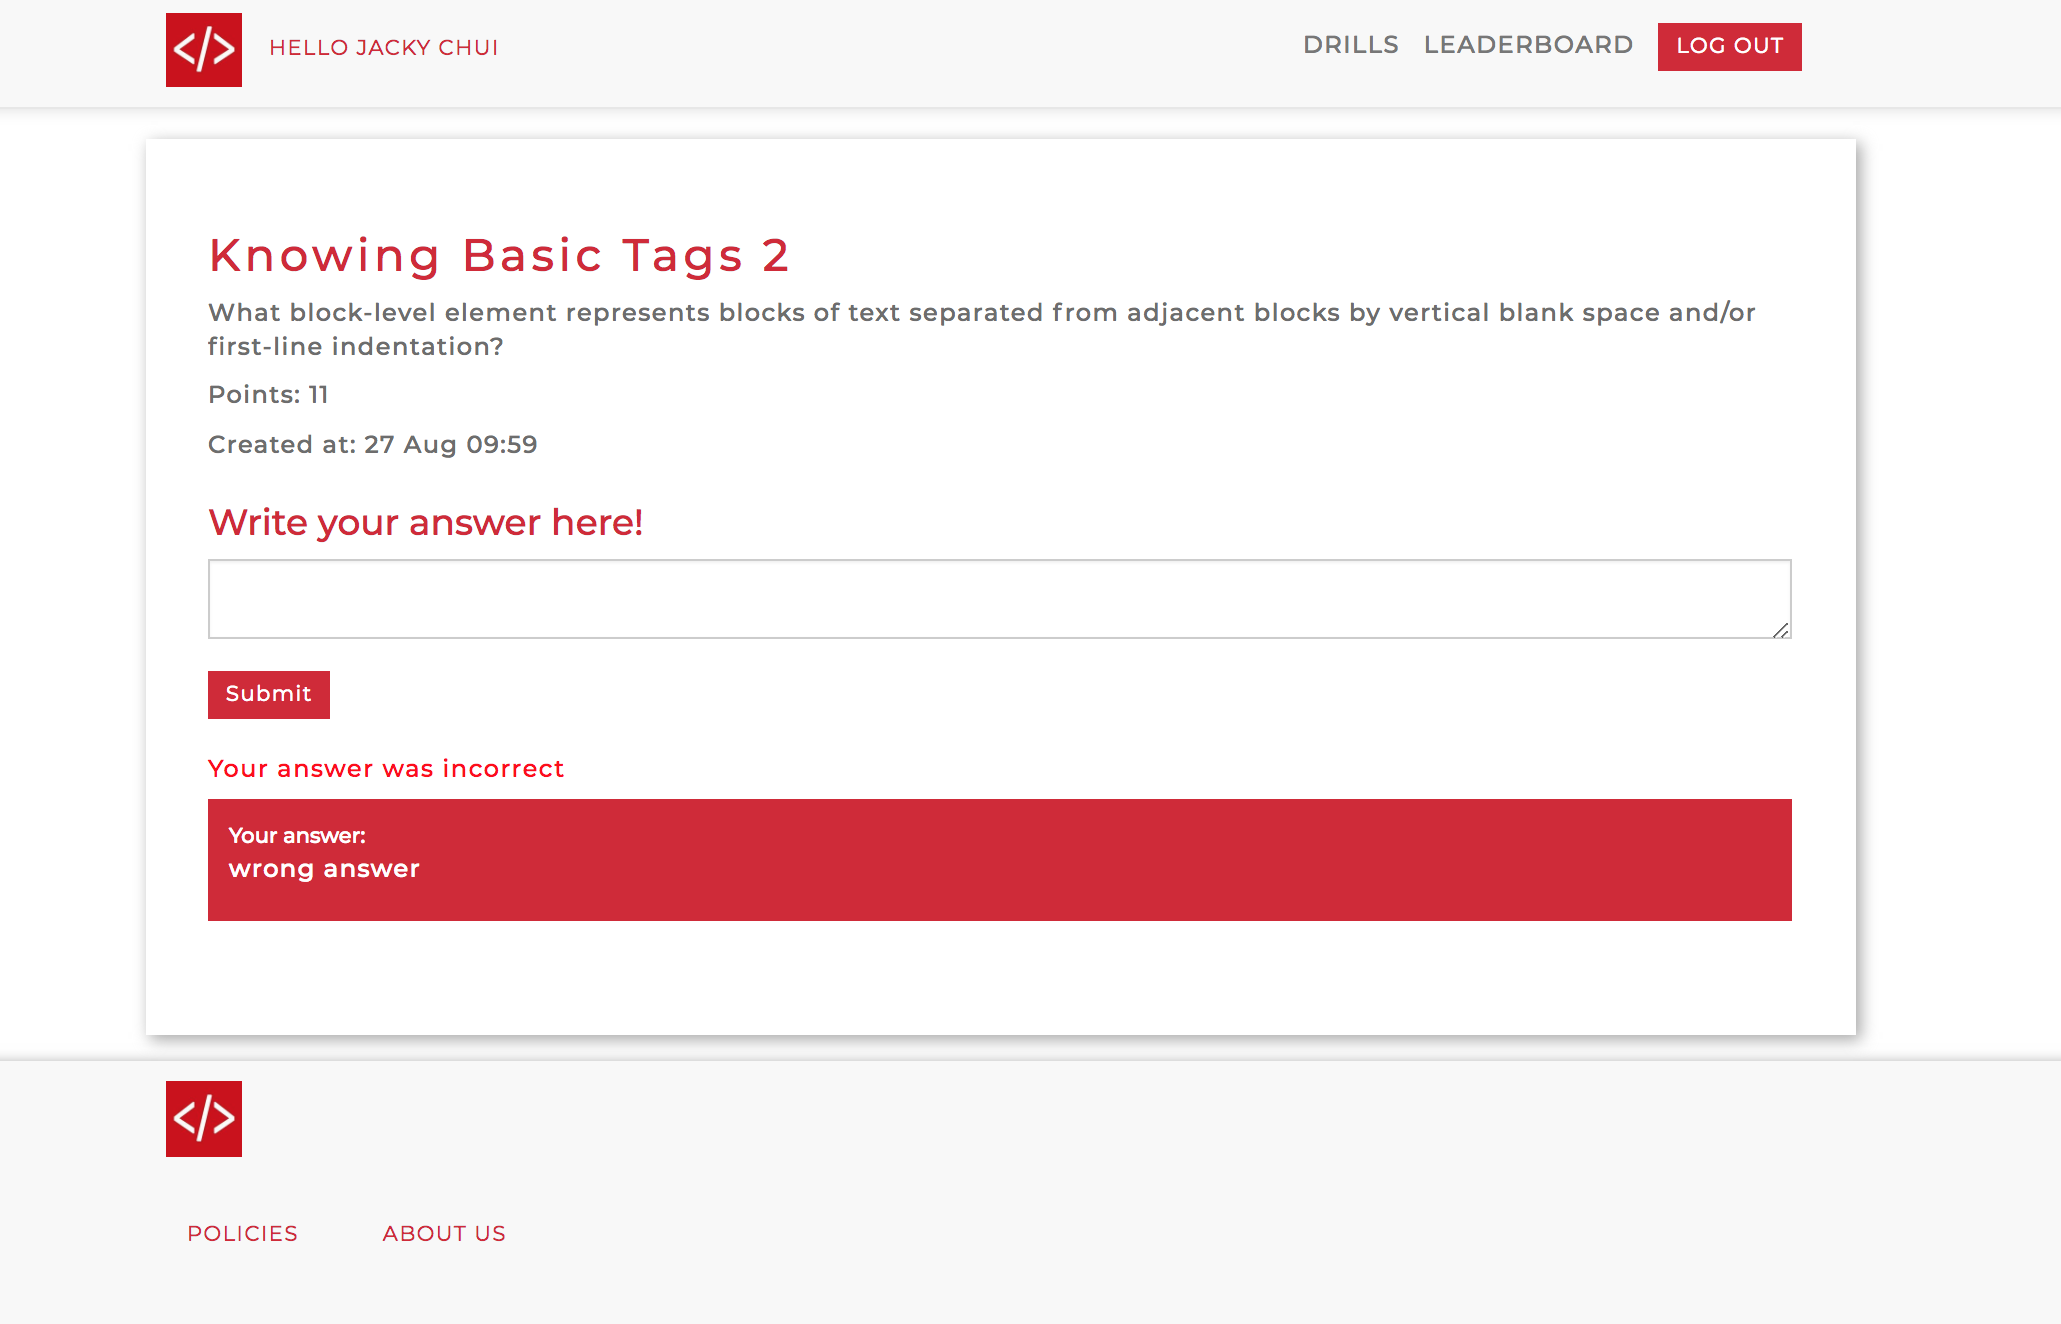 </>
HELLO JACKY CHUI
DRILLS
LEADERBOARD
LOG OUT
Knowing Basic Tags 2
What block-level element represents blocks of text separated from adjacent blocks by vertical blank space and/or
first-line indentation?
Points: 11
Created at: 27 Aug 09:59
Write your answer here!
Submit
Your answer was incorrect
Your answer:
wrong answer
</>
POLICIES
ABOUT US